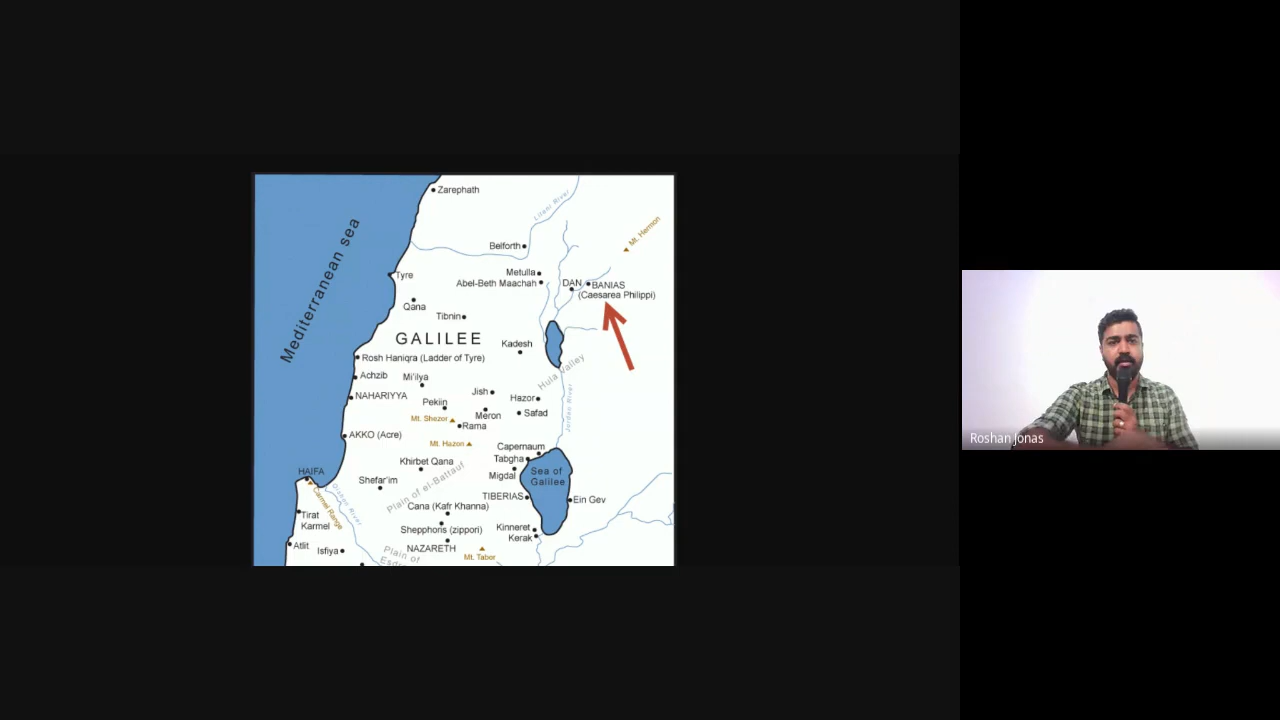 Zarephath
Litani River
Mediterranean sea
Mt. Hermon
Belforth
Tyre
Metulla
Abel-Beth Maachah
DAN
BANIAS
(Caesarea Philippi)
Qana
Tibnin
GALILEE
Kadesh
Rosh Haniqra (Ladder of Tyre)
Hula Valley
Achzib
Mi'ilya
NAHARIYYA
Jish
Hazor
Jordan River
Pekiin
Meron
Safad
Mt. Shezor
Rama
AKKO (Acre)
Mt. Hazon
Capernaum
Tabgha
Khirbet Qana
Migdal
Sea of
Galilee
HAIFA
Shefar'im
Plain of el-Battauf
Carmel Range
TIBERIAS
Ein Gev
Cana (Kafr Khanna)
Tirat
Karmel
Shepphoris (zippori)
Kinneret
Kerak
Atlit
Isfiya
NAZARETH
Plain of
Mt. Tabor
Roshan Jonas